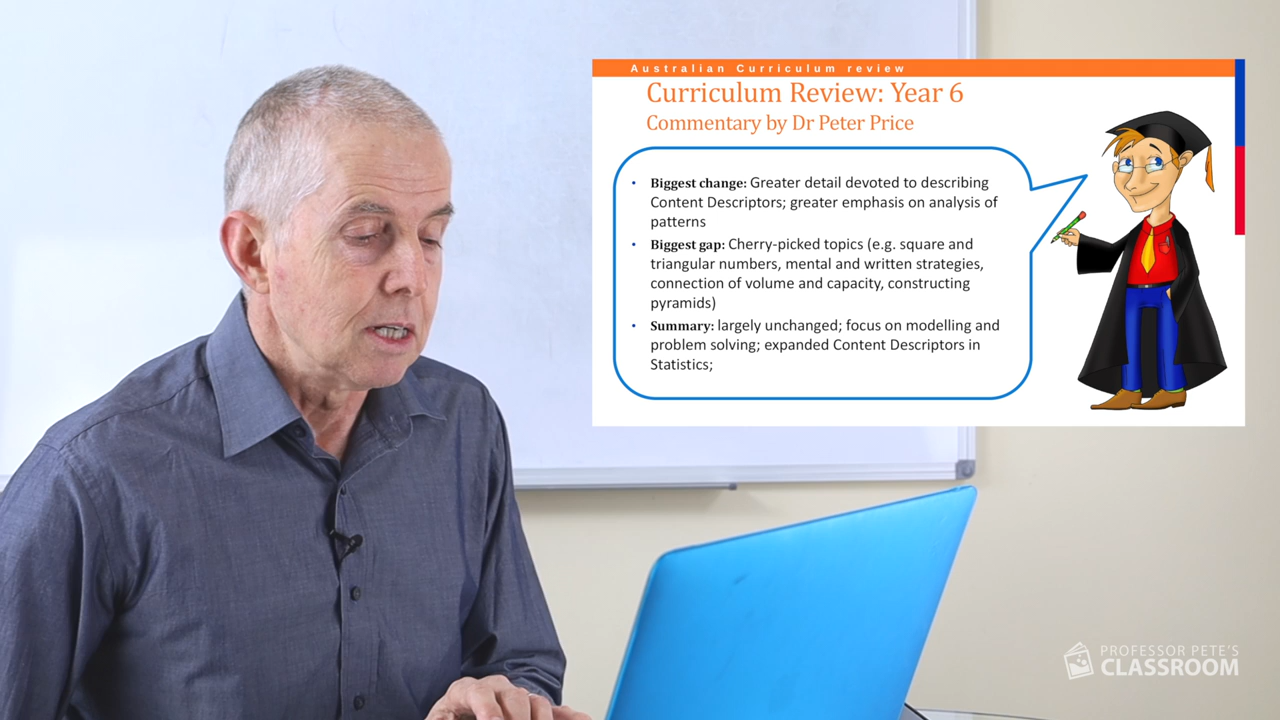 Australian Curriculum review
Curriculum Review: Year 6
Commentary by Dr Peter Price
• Biggest change: Greater detail devoted to describing
Content Descriptors; greater emphasis on analysis of
patterns
• Biggest gap: Cherry-picked topics (e.g. square and
triangular numbers, mental and written strategies,
connection of volume and capacity, constructing
pyramids)
• Summary: largely unchanged; focus on modelling and
problem solving; expanded Content Descriptors in
Statistics;
PROFESSOR PETE'S
CLASSROOM